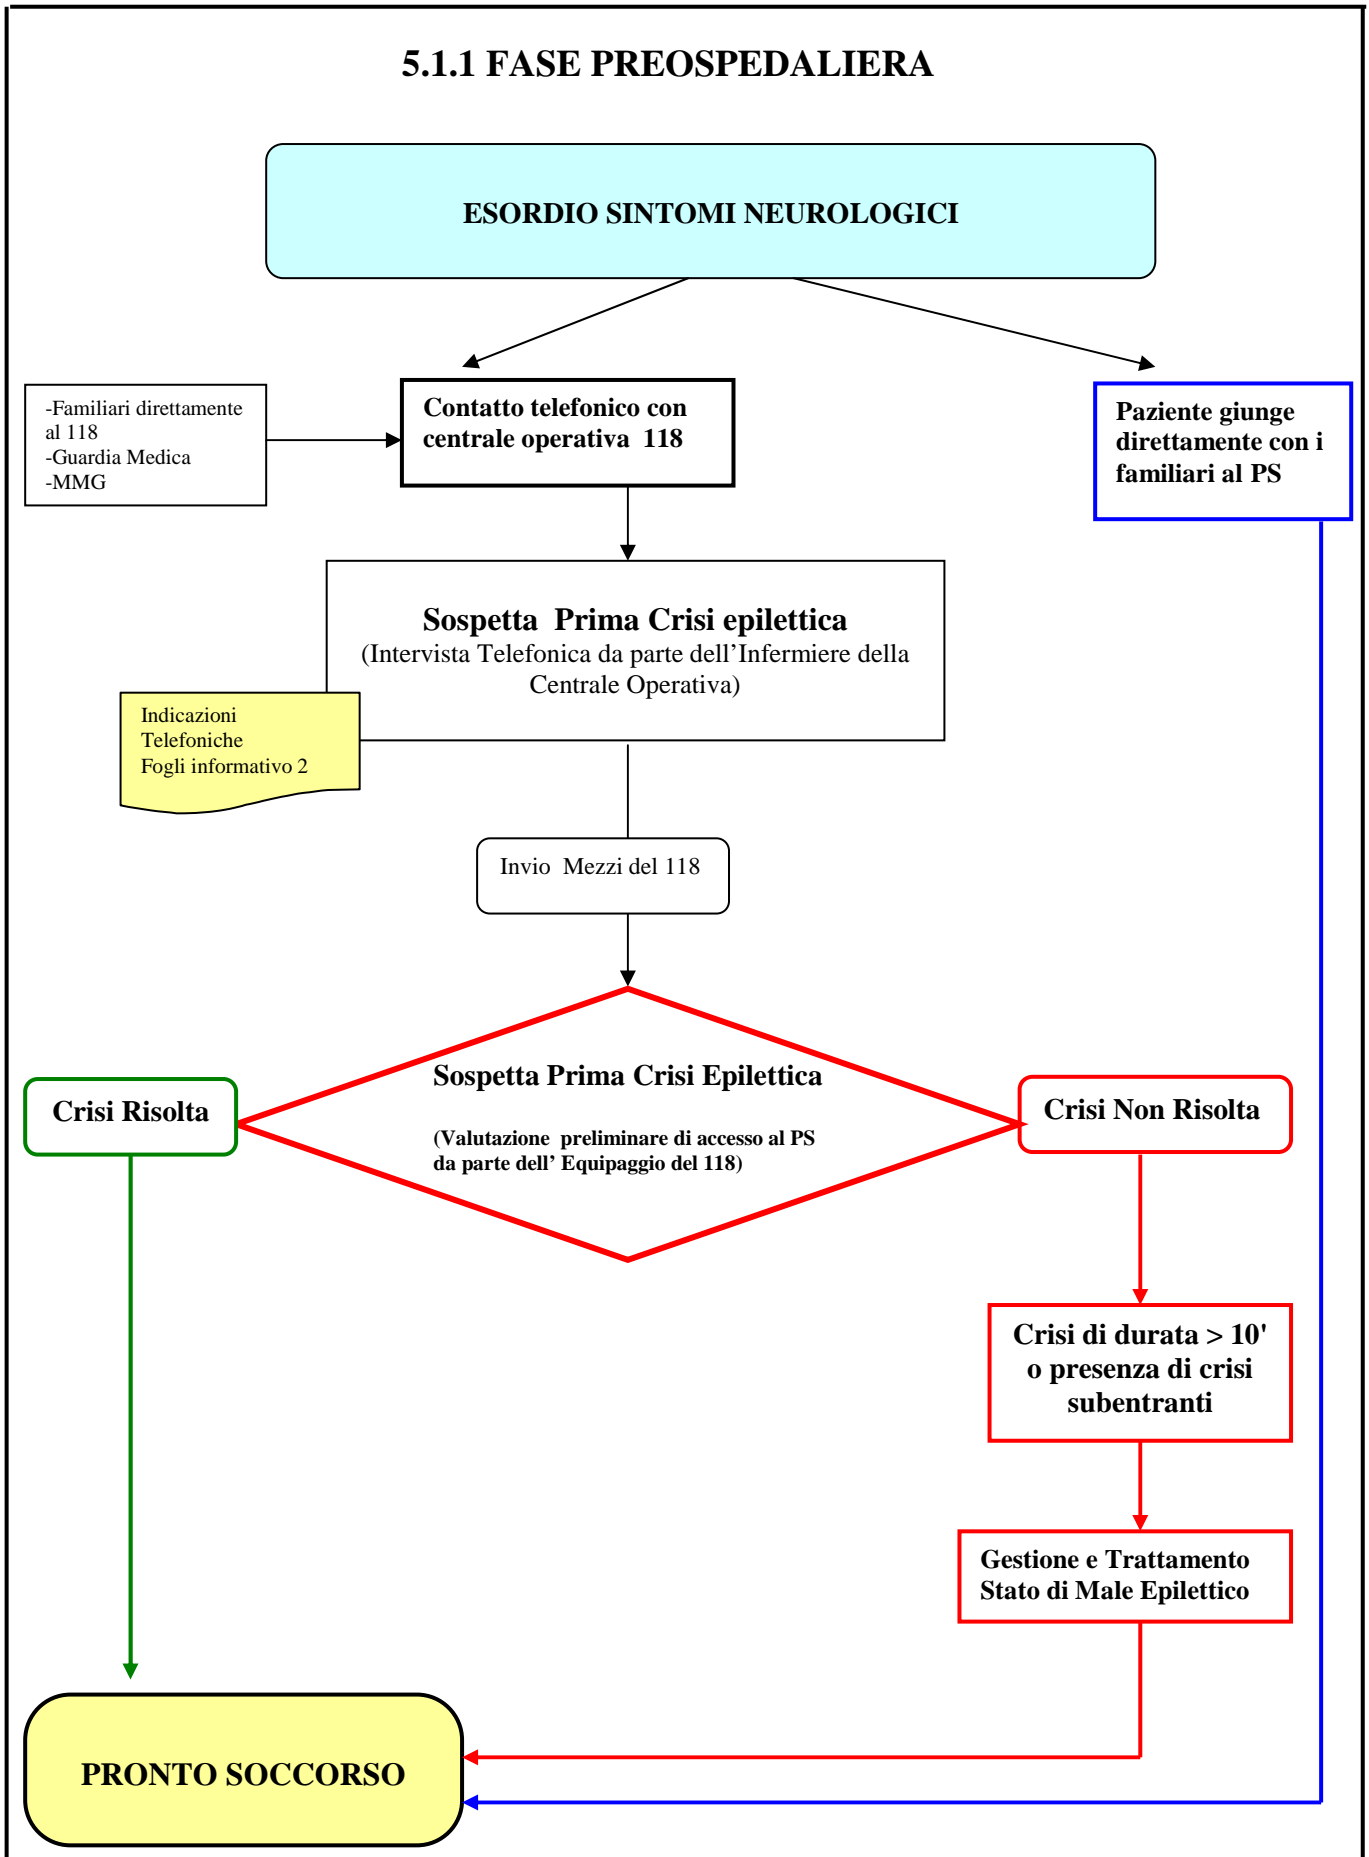 5.1.1 FASE PREOSPEDALIERA
ESORDIO SINTOMI NEUROLOGICI
-Familiari direttamente
al 118
-Guardia Medica
-MMG
Contatto telefonico con
centrale operativa 118
Paziente giunge
direttamente con i
familiari al PS
Sospetta Prima Crisi epilettica
(Intervista Telefonica da parte dell’Infermiere della
Centrale Operativa)
Indicazioni
Telefoniche
Fogli informativo 2
Invio Mezzi del 118
Crisi Risolta
Sospetta Prima Crisi Epilettica
(Valutazione preliminare di accesso al PS
da parte dell’ Equipaggio del 118)
Crisi Non Risolta
Crisi di durata > 10'
o presenza di crisi
subentranti
Gestione e Trattamento
Stato di Male Epilettico
PRONTO SOCCORSO